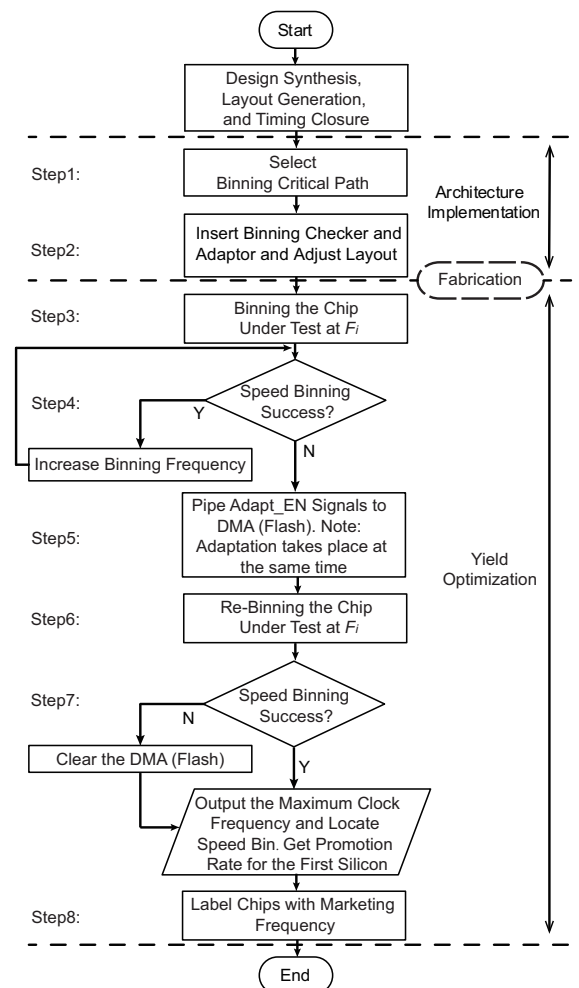 Start
Design Synthesis,
Layout Generation,
and Timing Closure
Step1:
Select
Binning Critical Path
Architecture
Implementation
Step2:
Insert Binning Checker and
Adaptor and Adjust Layout
Fabrication
Step3:
Binning the Chip
Under Test at Fi
Step4:
Speed Binning
Success?
Y
N
Increase Binning Frequency
Step5:
Pipe Adapt_EN Signals to
DMA (Flash). Note:
Adaptation takes place at
the same time
Yield
Optimization
Step6:
Re-Binning the Chip
Under Test at Fi
Step7:
Speed Binning
Success?
N
Y
Clear the DMA (Flash)
Output the Maximum Clock
Frequency and Locate
Speed Bin. Get Promotion
Rate for the First Silicon
Step8:
Label Chips with Marketing
Frequency
End